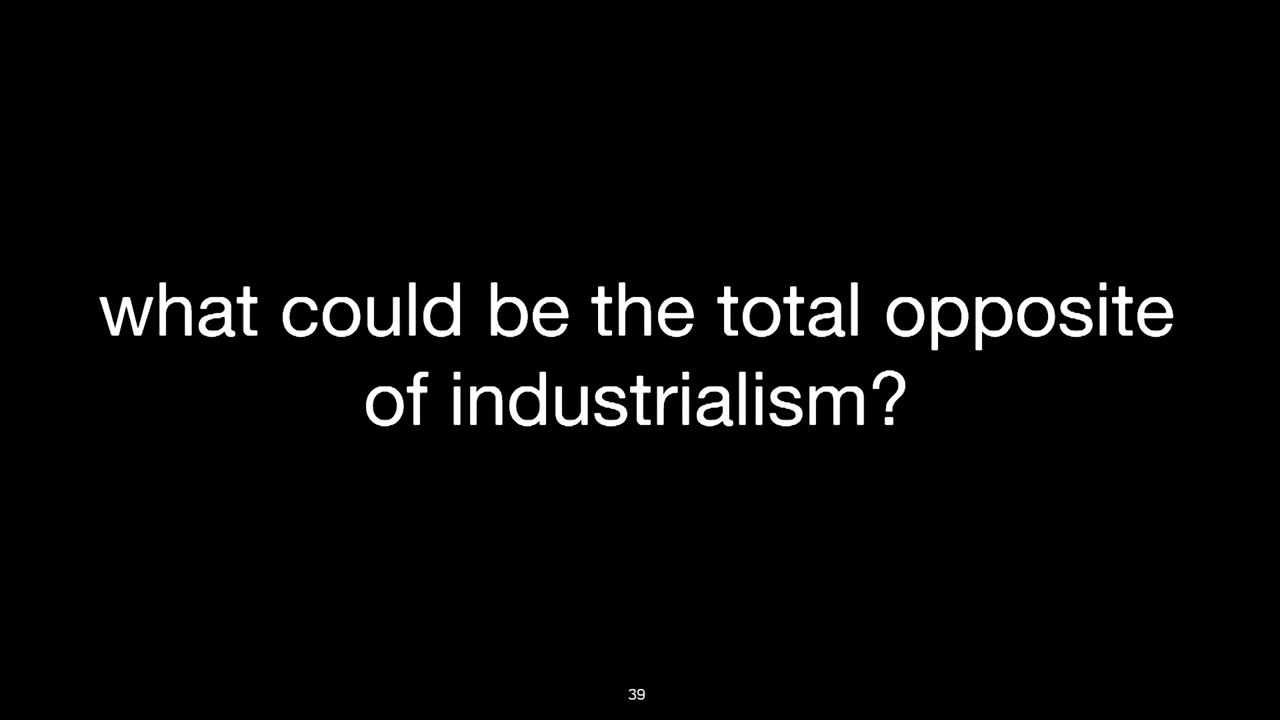 what could be the total opposite
of industrialism?
39